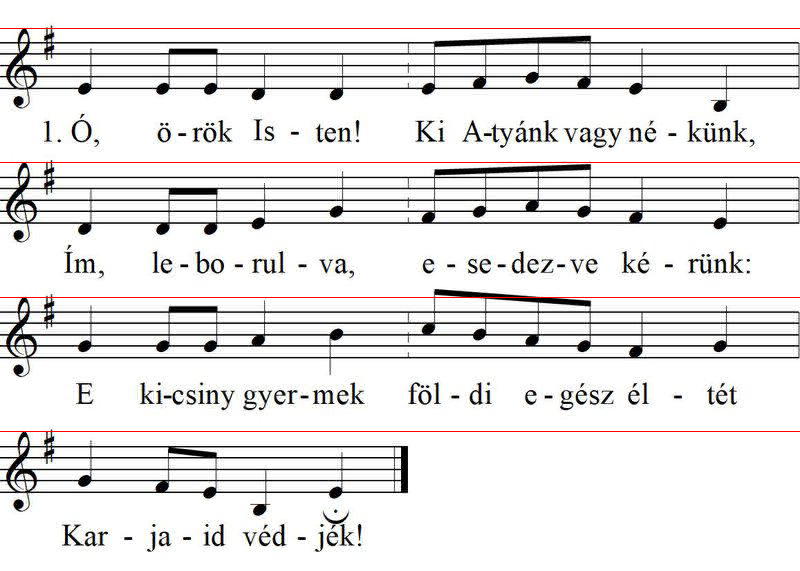 1. Ó, ö - rök Is - ten! Ki A-tyánk vagy né - künk,
Ím, le - bo - rul - va, e - se - dez - ve ké - rünk:
E ki-csiny gyer-mek föl - di e - gész él - tét
Kar - ja - id véd - jék!